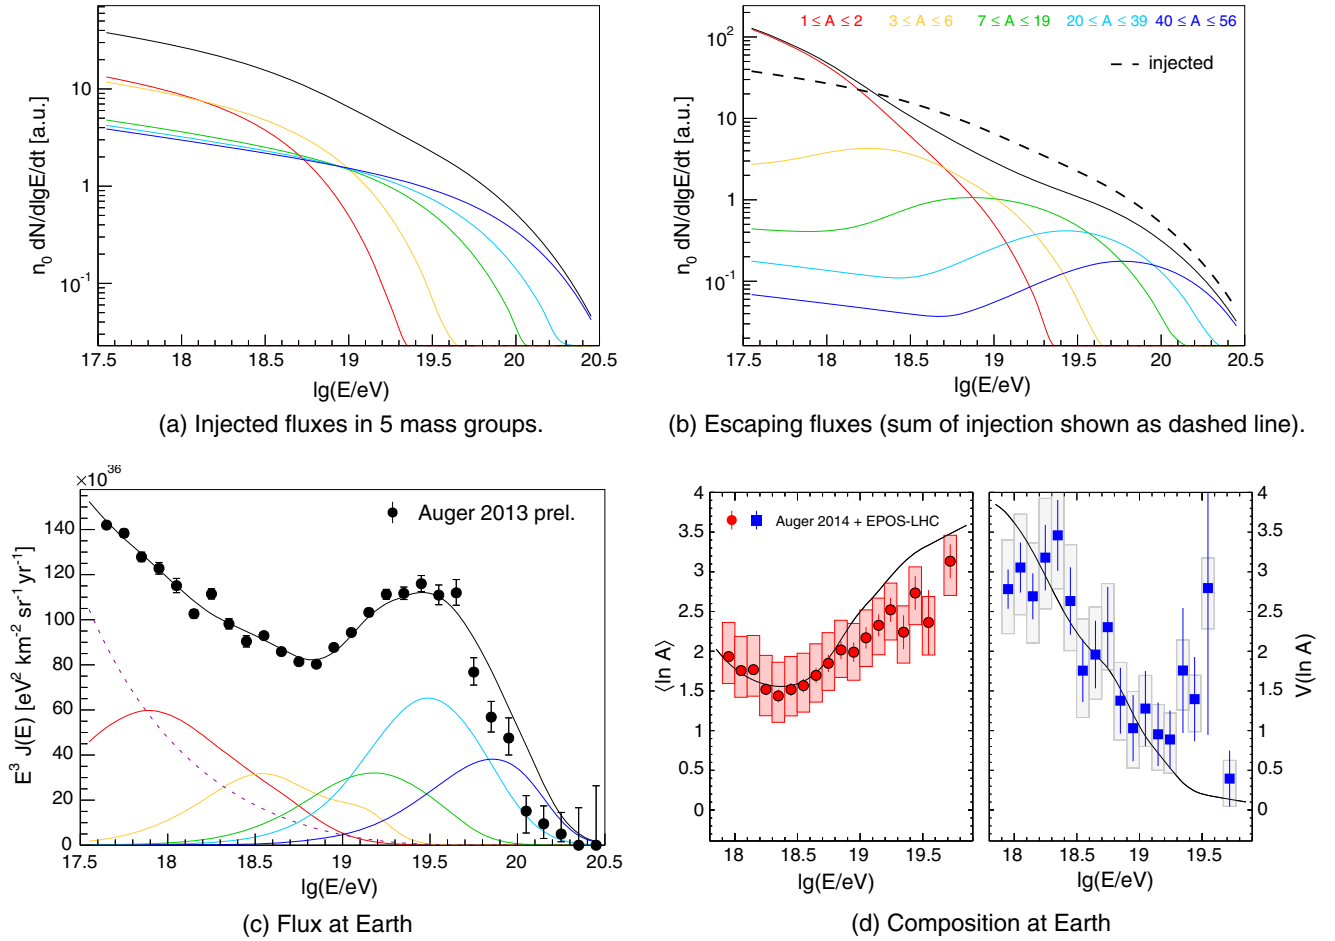 n₀ dN/dlgE/dt [a.u.]
10
1
10⁻¹
17.5 18 18.5 19 19.5 20 20.5
lg(E/eV)
(a) Injected fluxes in 5 mass groups.
1 ≤ A ≤ 2 3 ≤ A ≤ 6 7 ≤ A ≤ 19 20 ≤ A ≤ 39 40 ≤ A ≤ 56
injected
n₀ dN/dlgE/dt [a.u.]
10²
10
1
10⁻¹
17.5 18 18.5 19 19.5 20 20.5
lg(E/eV)
(b) Escaping fluxes (sum of injection shown as dashed line).
×10³⁶
Auger 2013 prel.
E³ J(E) [eV² km⁻² sr⁻¹ yr⁻¹]
140
120
100
80
60
40
20
0
17.5 18 18.5 19 19.5 20 20.5
lg(E/eV)
(c) Flux at Earth
Auger 2014 + EPOS-LHC
⟨ln A⟩
4
3.5
3
2.5
2
1.5
1
0.5
0
18 18.5 19 19.5
lg(E/eV)
4
3.5
3
2.5
2
1.5
1
0.5
0
V(ln A)
18 18.5 19 19.5
lg(E/eV)
(d) Composition at Earth